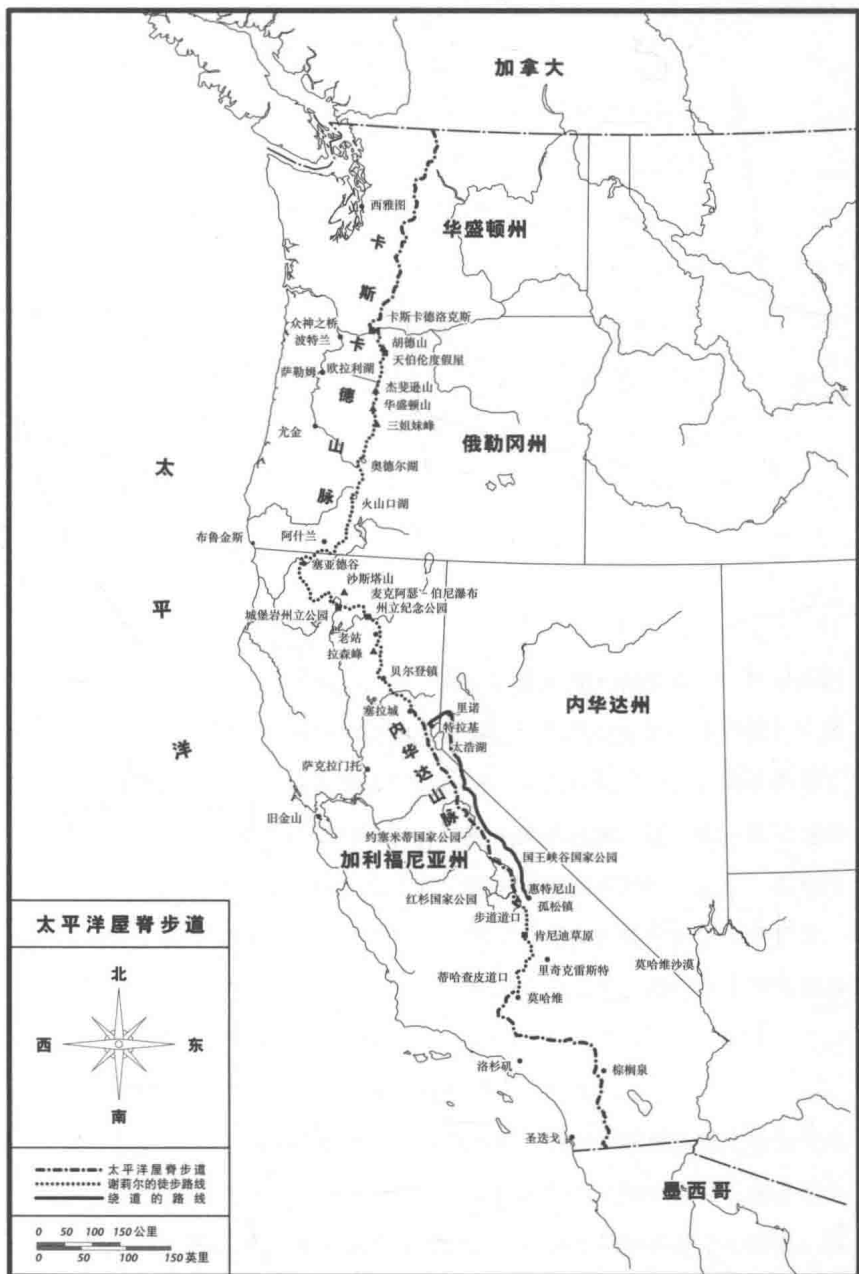 加拿大
西雅图
华盛顿州
卡斯卡德山脉
卡斯卡德洛克斯
众神之桥
波特兰
胡德山
天伯伦度假屋
萨勒姆
欧拉利湖
杰斐逊山
华盛顿山
三姐妹峰
尤金
俄勒冈州
奥德尔湖
火山口湖
布鲁金斯
阿什兰
太平洋
塞亚德谷
沙斯塔山
麦克阿瑟－伯尼瀑布
州立纪念公园
城堡岩州立公园
老站
拉森峰
贝尔登镇
内华达州
里诺
塞拉城
特拉基
太浩湖
内华达山脉
萨克拉门托
旧金山
约塞米蒂国家公园
国王峡谷国家公园
加利福尼亚州
惠特尼山
红杉国家公园
孤松镇
步道道口
肯尼迪草原
里奇克雷斯特
莫哈维沙漠
蒂哈查皮道口
莫哈维
洛杉矶
棕榈泉
圣迭戈
墨西哥
太平洋屋脊步道
北
西
东
南
太平洋屋脊步道
谢莉尔的徒步路线
绕道的路线
0 50 100 150 公里
0 50 100 150 英里